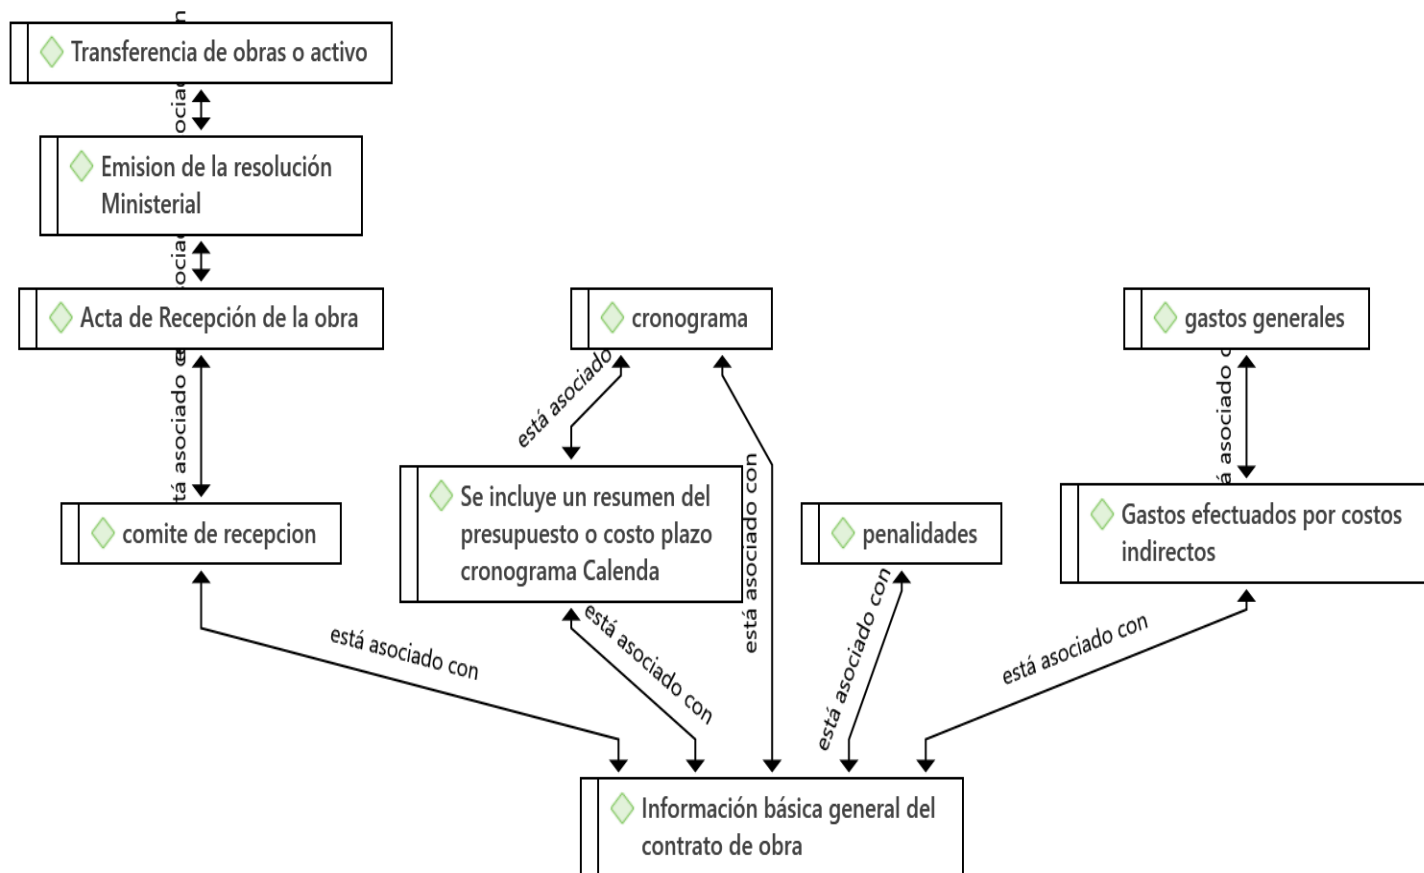 Transferencia de obras o activo
Emision de la resolución
Ministerial
Acta de Recepción de la obra
cronograma
gastos generales
está asociado
está asociado
Se incluye un resumen del
presupuesto o costo plazo
cronograma Calenda
está asociado con
comite de recepcion
penalidades
Gastos efectuados por costos
indirectos
está asociado con
está asociado con
está asociado con
está asociado con
Información básica general del
contrato de obra